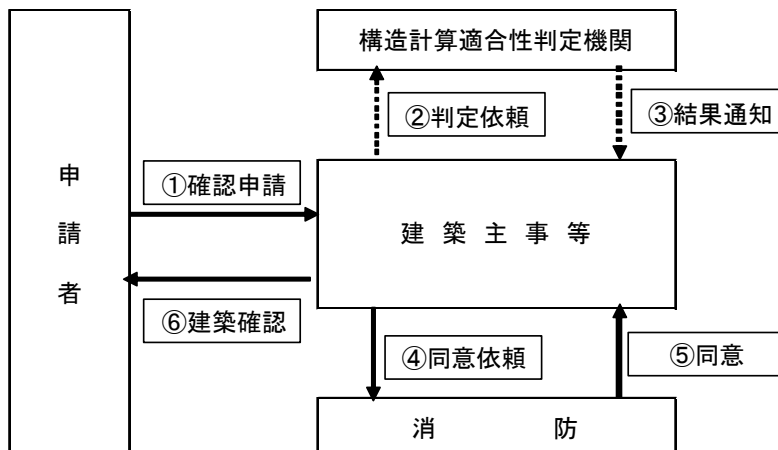 構造計算適合性判定機関
②判定依頼
③結果通知
申請者
①確認申請
建築主事等
⑥建築確認
④同意依頼
⑤同意
消防